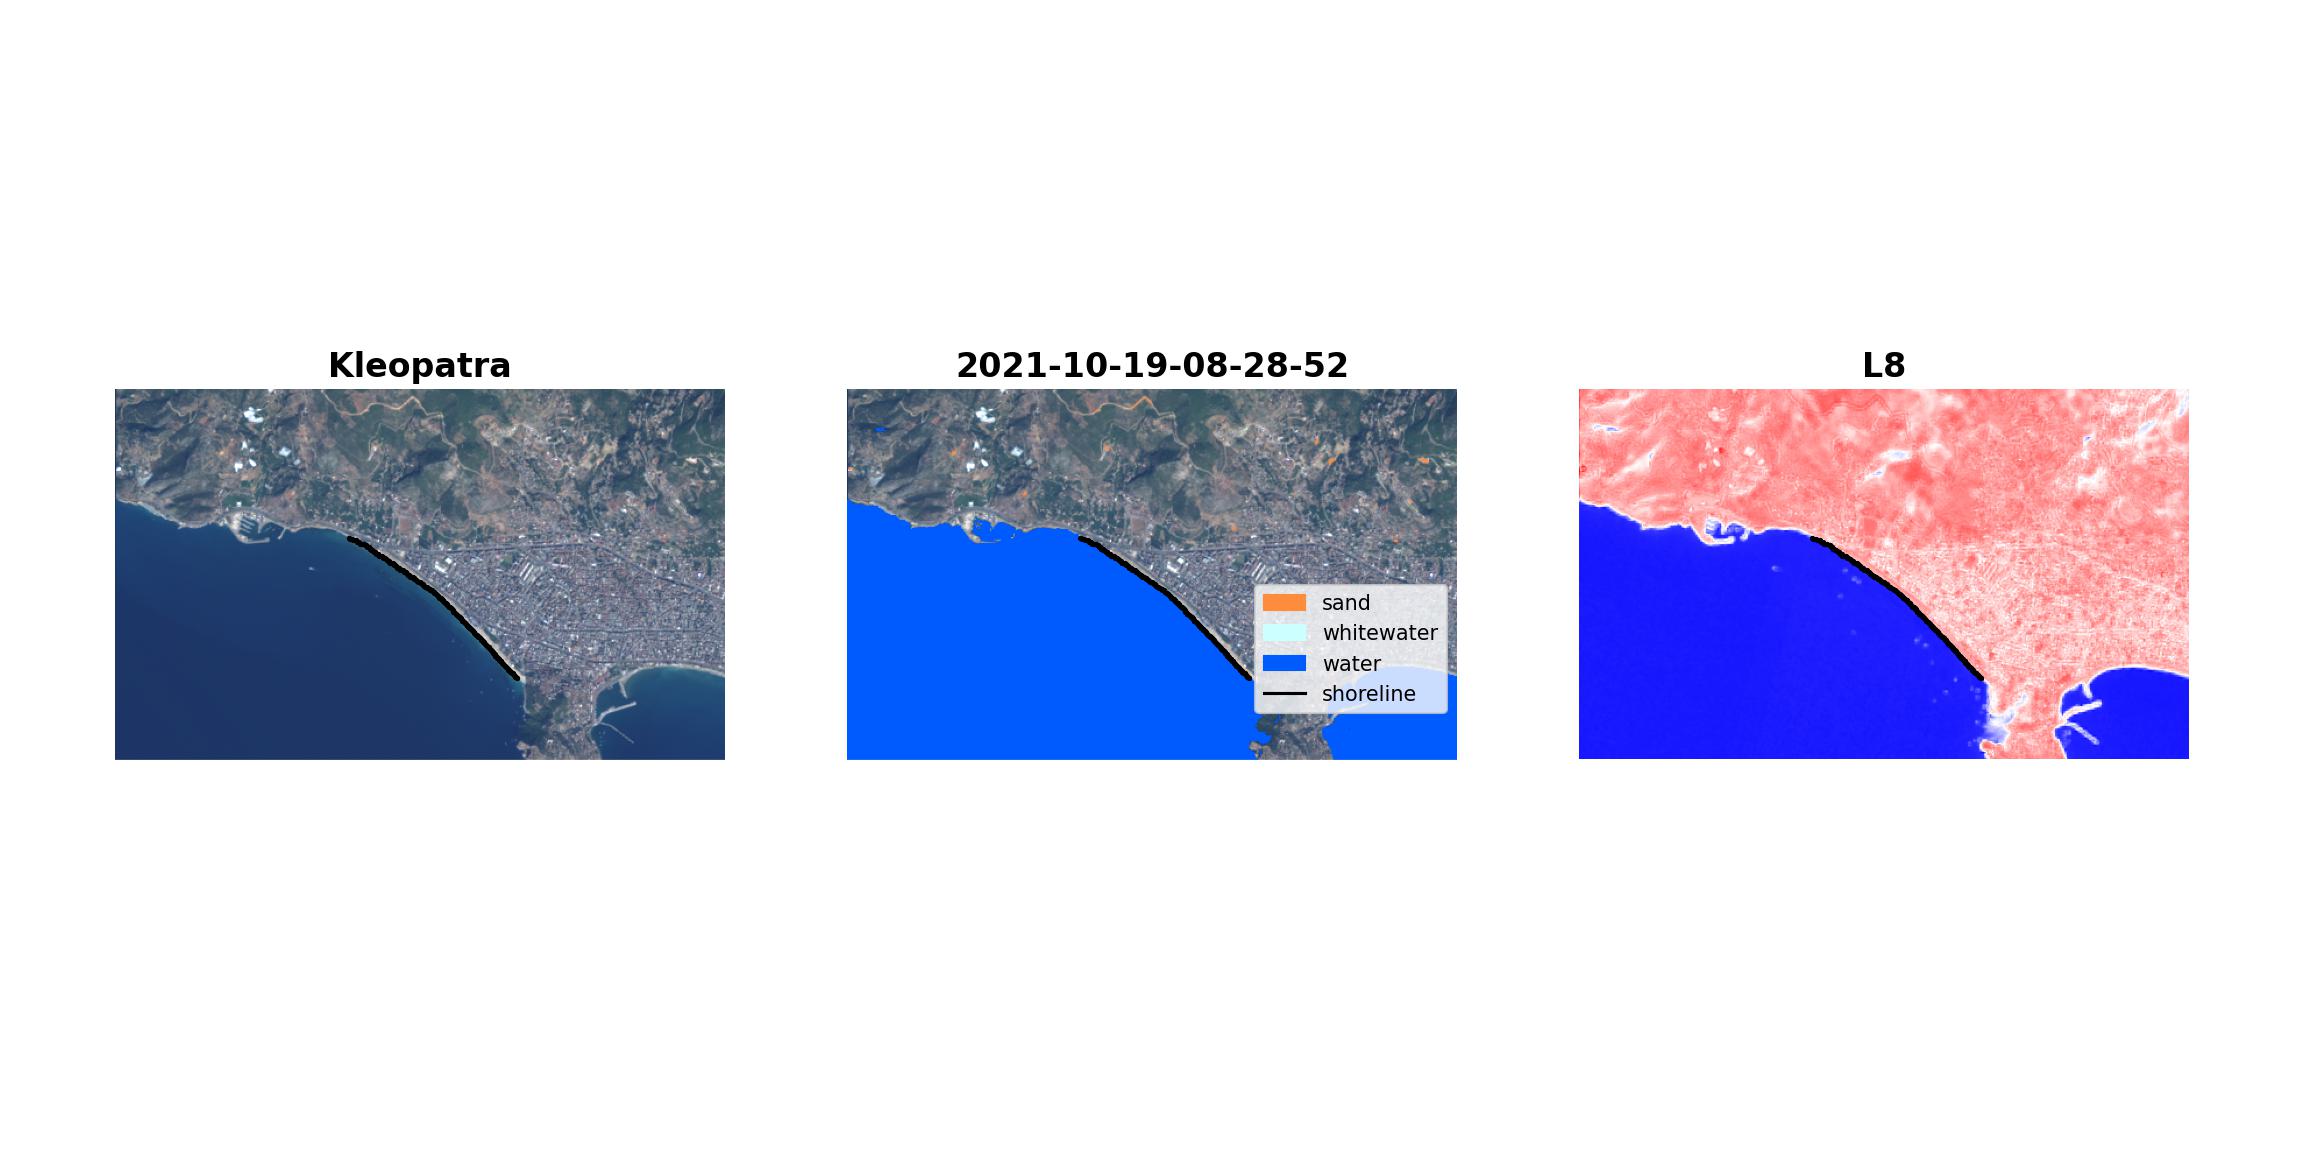 Kleopatra
2021-10-19-08-28-52
L8
sand
whitewater
water
shoreline